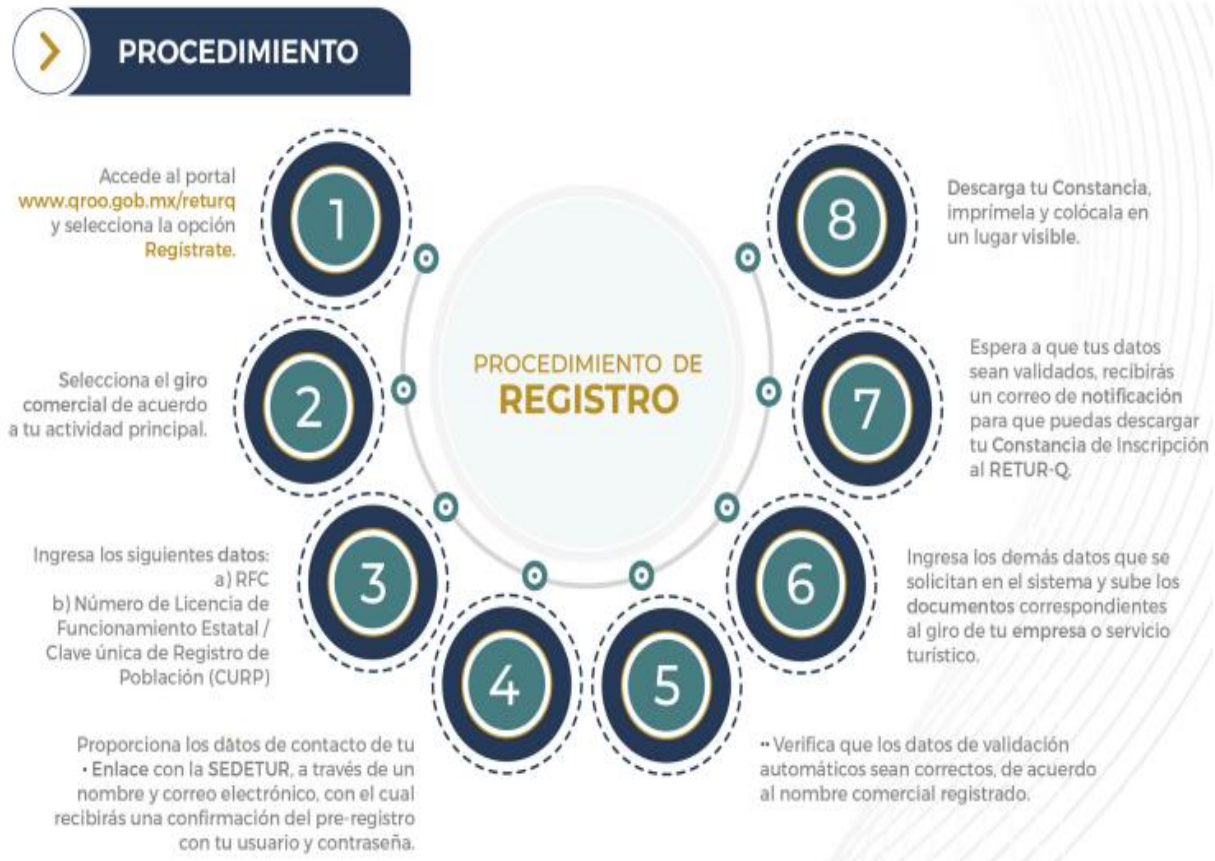 PROCEDIMIENTO
1
Accede al portal
www.qroo.gob.mx/returq
y selecciona la opción
Regístrate.
2
Selecciona el giro
comercial de acuerdo
a tu actividad principal.
3
Ingresa los siguientes datos:
a) RFC
b) Número de Licencia de
Funcionamiento Estatal /
Clave única de Registro de
Población (CURP)
4
Proporciona los datos de contacto de tu
• Enlace con la SEDETUR, a través de un
nombre y correo electrónico, con el cual
recibirás una confirmación del pre-registro
con tu usuario y contraseña.
PROCEDIMIENTO DE
REGISTRO
5
•• Verifica que los datos de validación
automáticos sean correctos, de acuerdo
al nombre comercial registrado.
6
Ingresa los demás datos que se
solicitan en el sistema y sube los
documentos correspondientes
al giro de tu empresa o servicio
turístico.
7
Espera a que tus datos
sean validados, recibirás
un correo de notificación
para que puedas descargar
tu Constancia de Inscripción
al RETUR-Q.
8
Descarga tu Constancia,
imprímela y colócala en
un lugar visible.